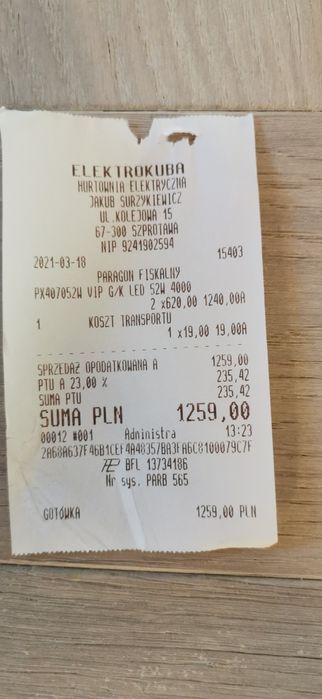 ELEKTROKUBA
HURTOWNIA ELEKTRYCZNA
JAKUB SURZYKIEWICZ
UL.KOLEJOWA 15
67-300 SZPROTAWA
NIP 9241902594
2021-03-18 15403
PARAGON FISKALNY
PX407052W VIP G/K LED 52W 4000
2 x620,00 1240,00A
1 KOSZT TRANSPORTU
1 x19,00 19,00A
SPRZEDAŻ OPODATKOWANA A 1259,00
PTU A 23,00 % 235,42
SUMA PTU 235,42
SUMA PLN 1259,00
00012 #001 Administra 13:23
2A68A637F46B1CEF4A48357BA3FA6C8100079C7F
BFL 13734186
Nr sys. PARB 565
GOTÓWKA 1259,00 PLN